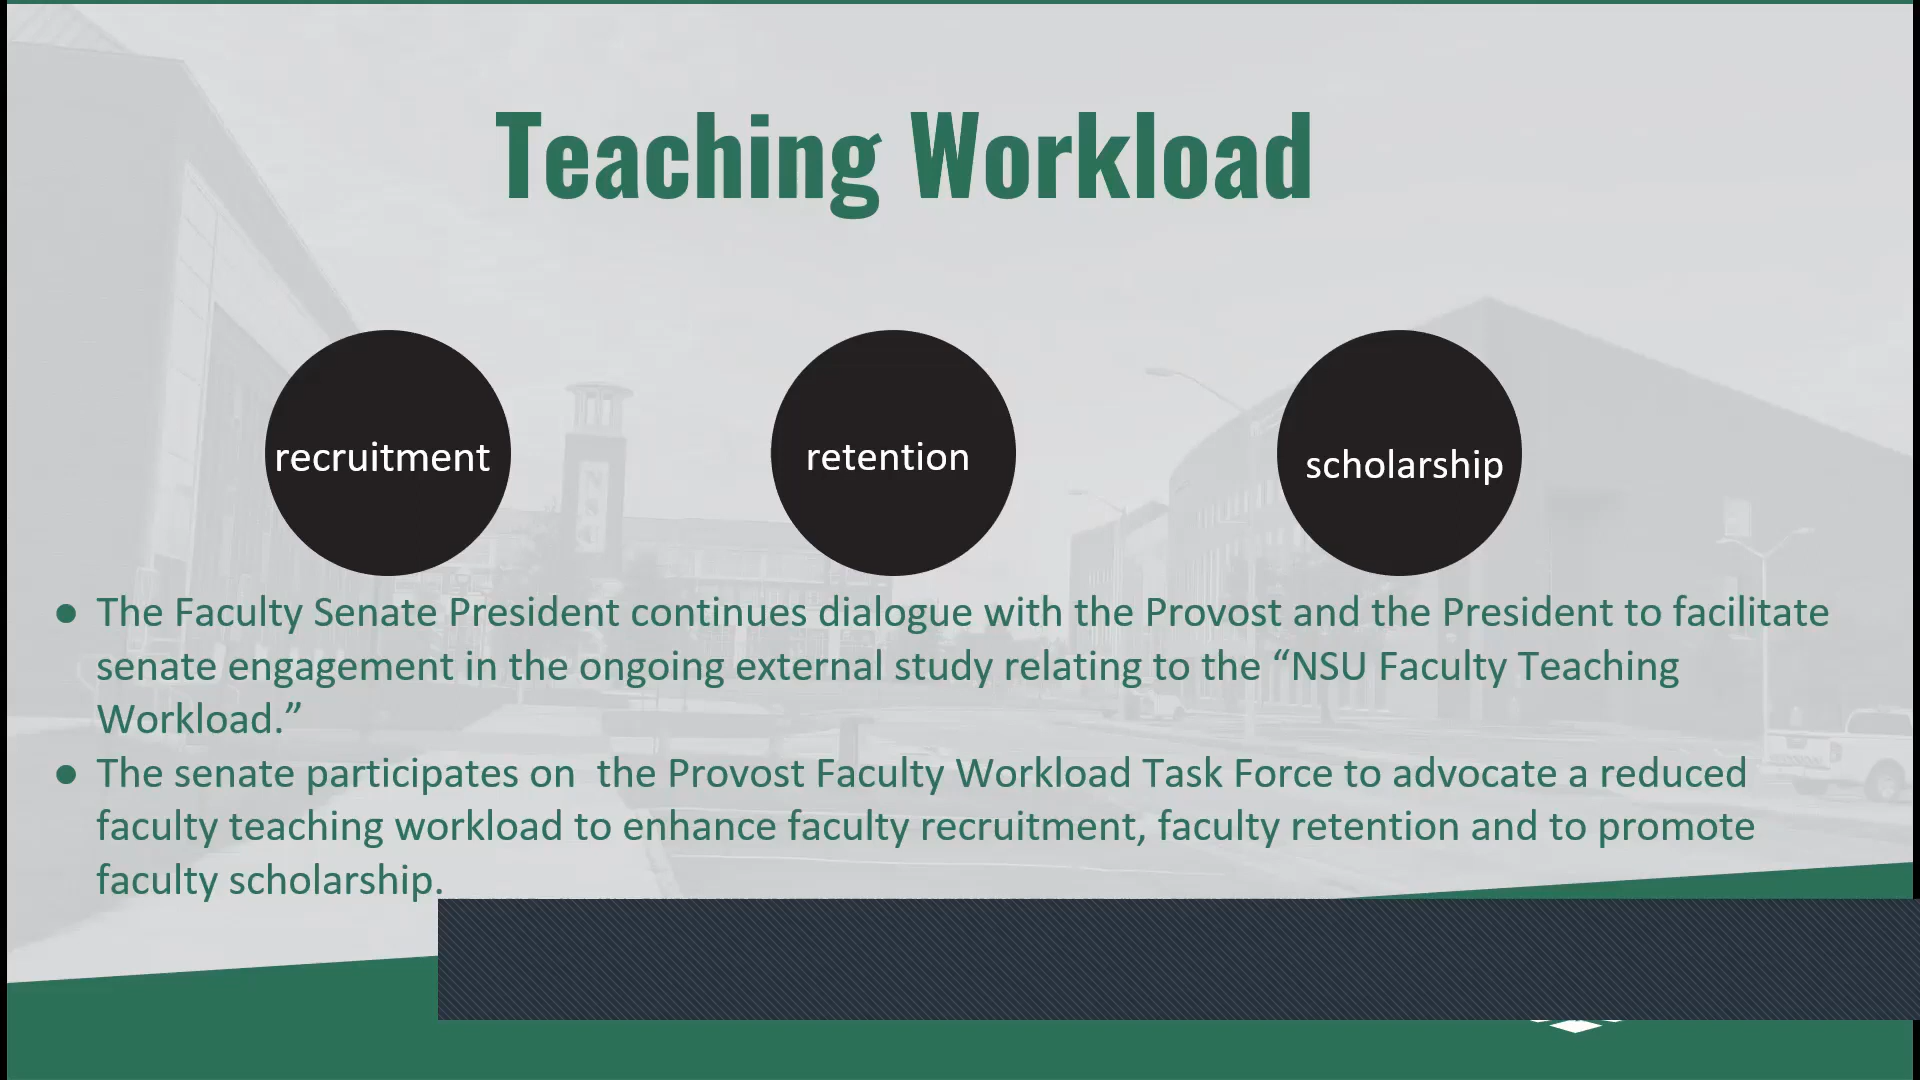 Teaching Workload
recruitment
retention
scholarship
● The Faculty Senate President continues dialogue with the Provost and the President to facilitate
senate engagement in the ongoing external study relating to the “NSU Faculty Teaching
Workload.”
● The senate participates on  the Provost Faculty Workload Task Force to advocate a reduced
faculty teaching workload to enhance faculty recruitment, faculty retention and to promote
faculty scholarship.